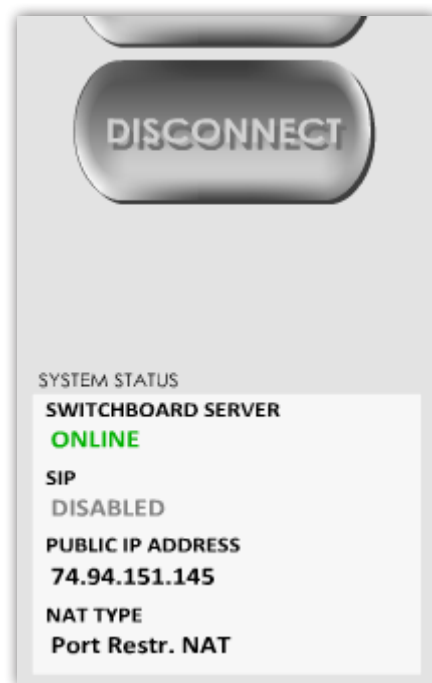 DISCONNECT
SYSTEM STATUS
SWITCHBOARD SERVER
ONLINE
SIP
DISABLED
PUBLIC IP ADDRESS
74.94.151.145
NAT TYPE
Port Restr. NAT